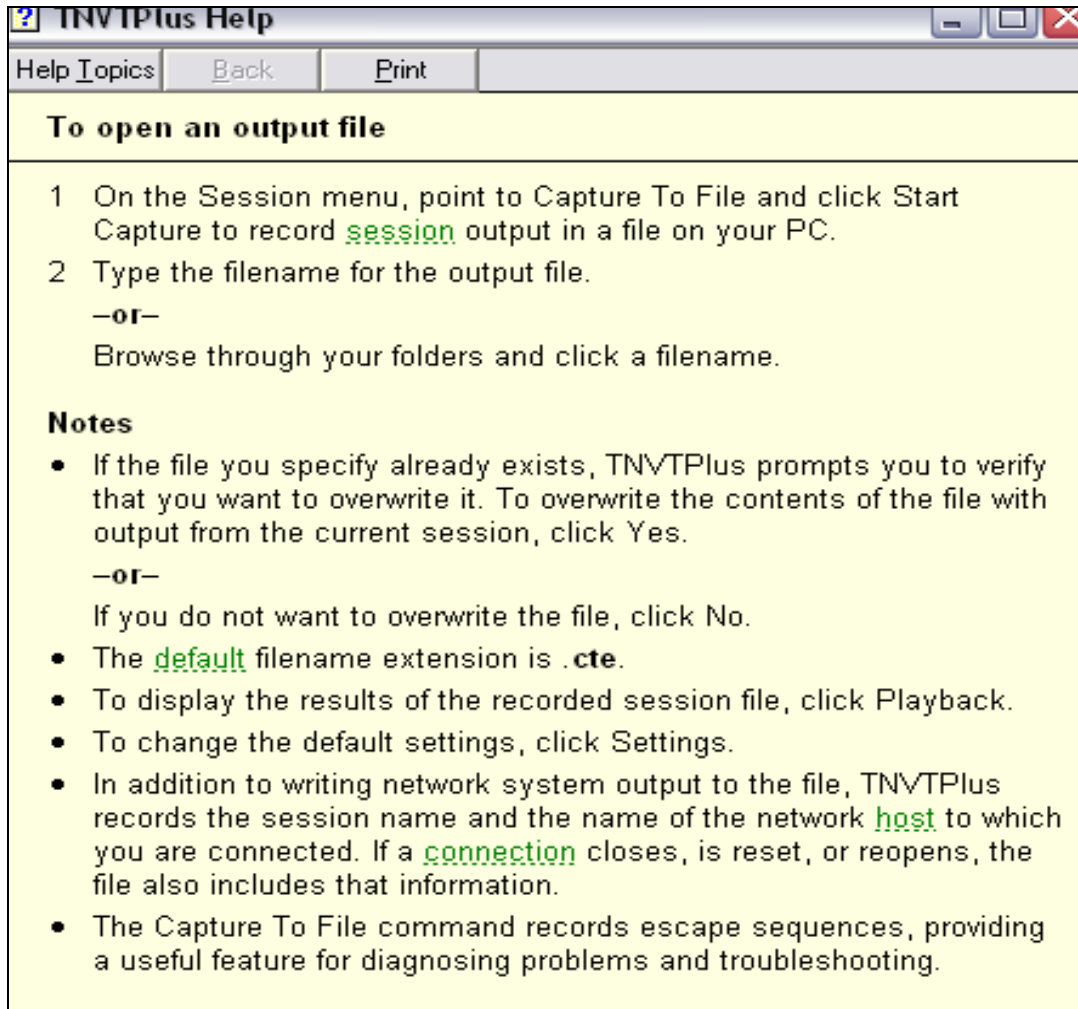 TNVTPlus Help
Help Topics Back Print
To open an output file
1 On the Session menu, point to Capture To File and click Start
Capture to record session output in a file on your PC.
2 Type the filename for the output file.
–or–
Browse through your folders and click a filename.
Notes
• If the file you specify already exists, TNVTPlus prompts you to verify
that you want to overwrite it. To overwrite the contents of the file with
output from the current session, click Yes.
–or–
If you do not want to overwrite the file, click No.
• The default filename extension is .cte.
• To display the results of the recorded session file, click Playback.
• To change the default settings, click Settings.
• In addition to writing network system output to the file, TNVTPlus
records the session name and the name of the network host to which
you are connected. If a connection closes, is reset, or reopens, the
file also includes that information.
• The Capture To File command records escape sequences, providing
a useful feature for diagnosing problems and troubleshooting.